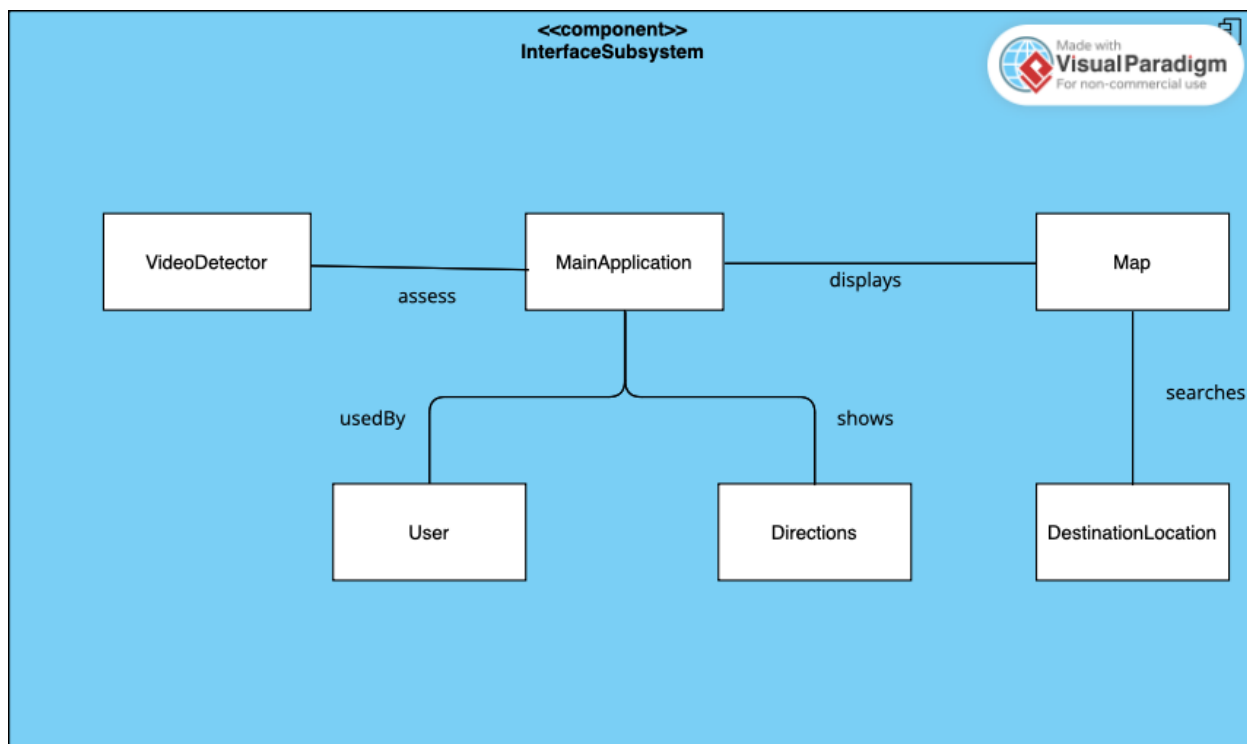 <<component>>
InterfaceSubsystem
Made with
Visual Paradigm
For non-commercial use
VideoDetector
MainApplication
Map
assess
displays
usedBy
shows
searches
User
Directions
DestinationLocation